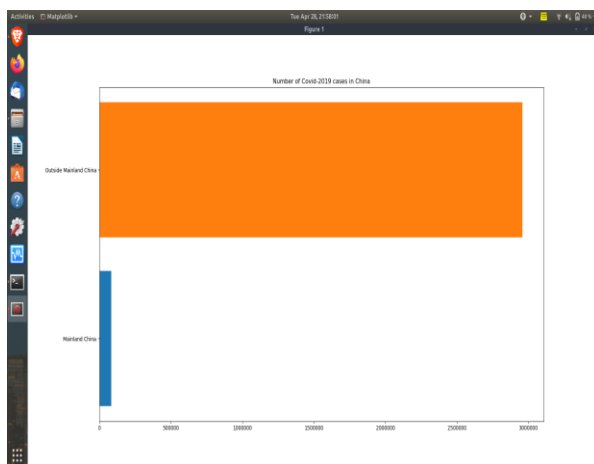 Activities Matplotlib Tue Apr 28, 21:58:01
Figure 1
Number of Covid-2019 cases in China
Outside Mainland China
Mainland China
0 500000 1000000 1500000 2000000 2500000 3000000